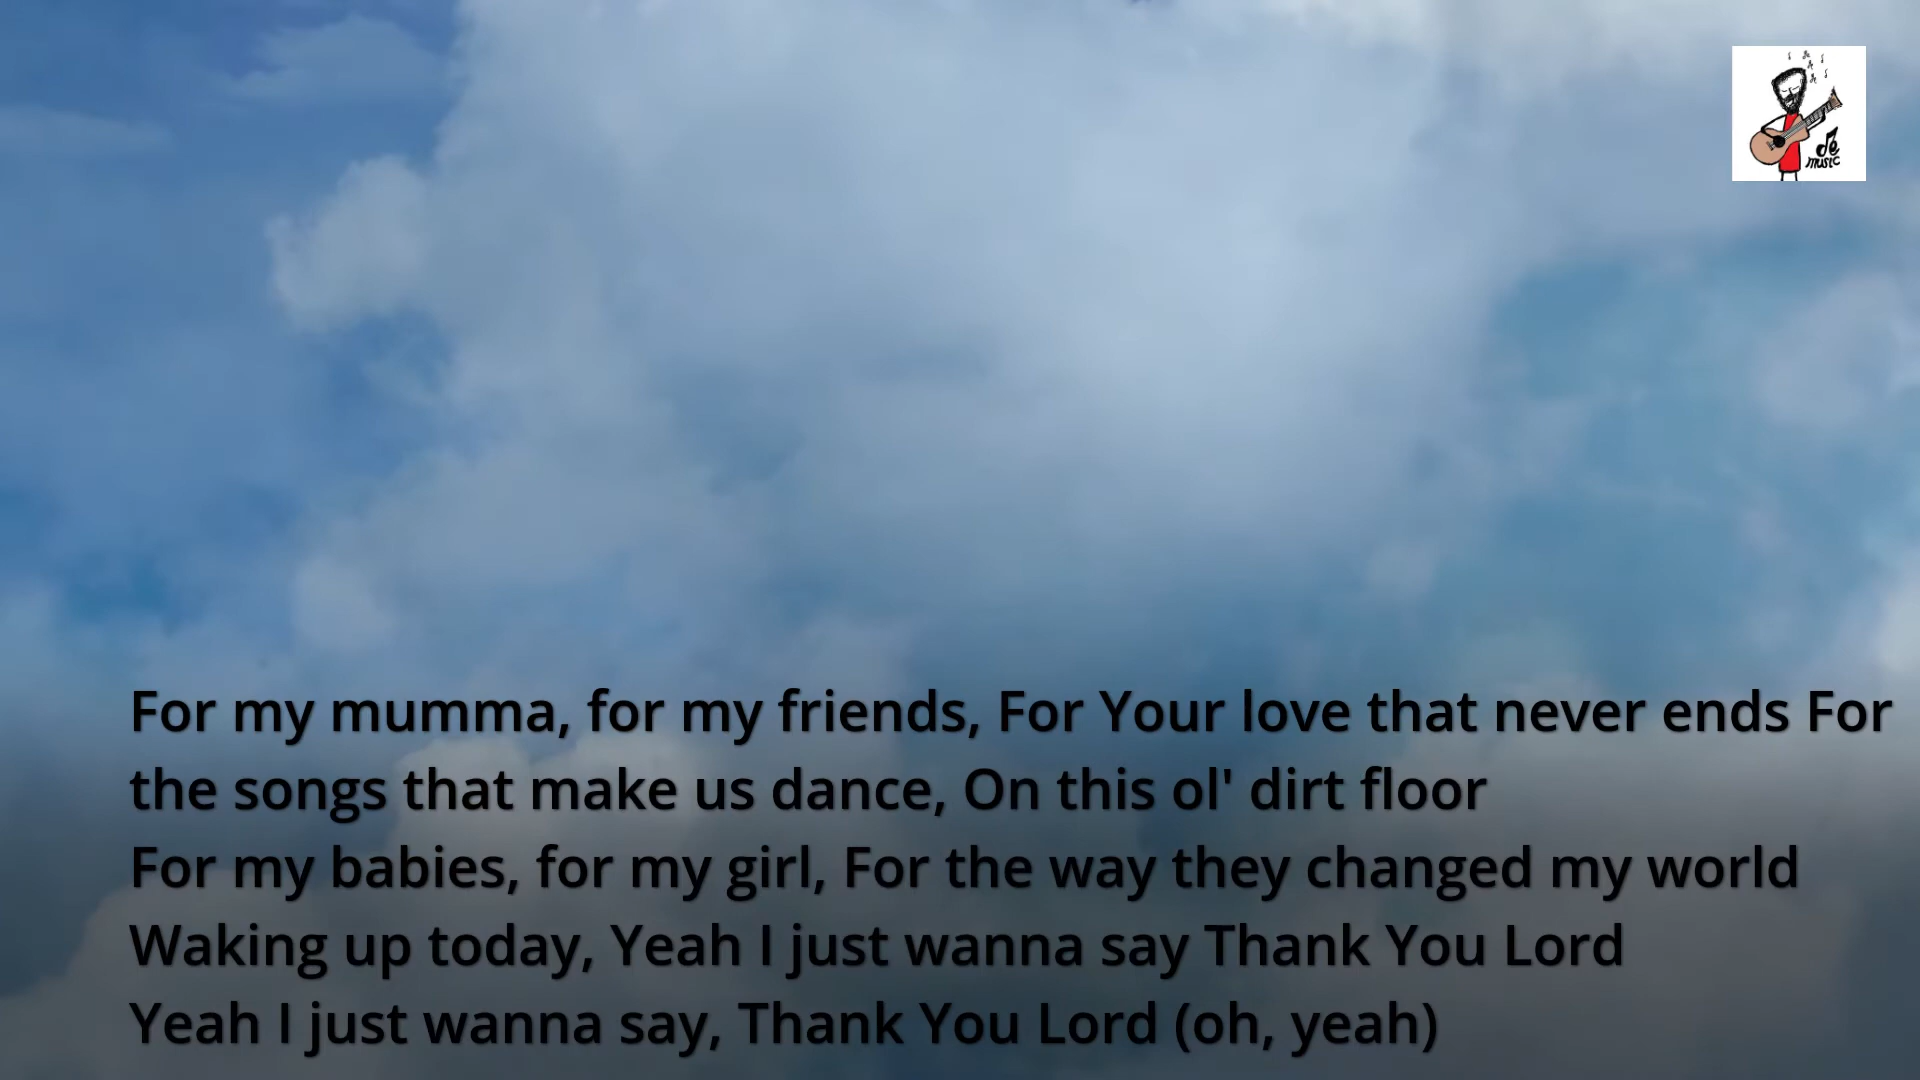 dé
music
For my mumma, for my friends, For Your love that never ends For
the songs that make us dance, On this ol' dirt floor
For my babies, for my girl, For the way they changed my world
Waking up today, Yeah I just wanna say Thank You Lord
Yeah I just wanna say, Thank You Lord (oh, yeah)